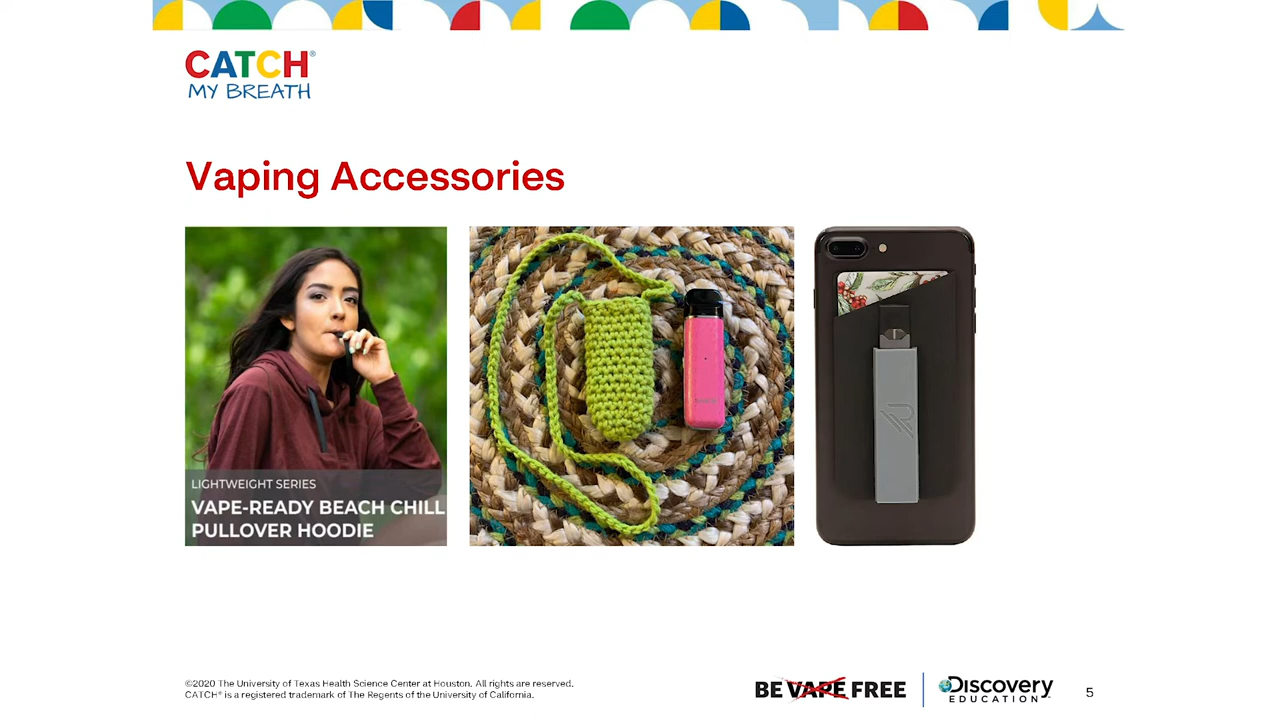 CATCH®
MY BREATH
Vaping Accessories
LIGHTWEIGHT SERIES
VAPE-READY BEACH CHILL
PULLOVER HOODIE
©2020 The University of Texas Health Science Center at Houston. All rights are reserved.
CATCH® is a registered trademark of The Regents of the University of California.
BE VAPE FREE
Discovery
EDUCATION
5